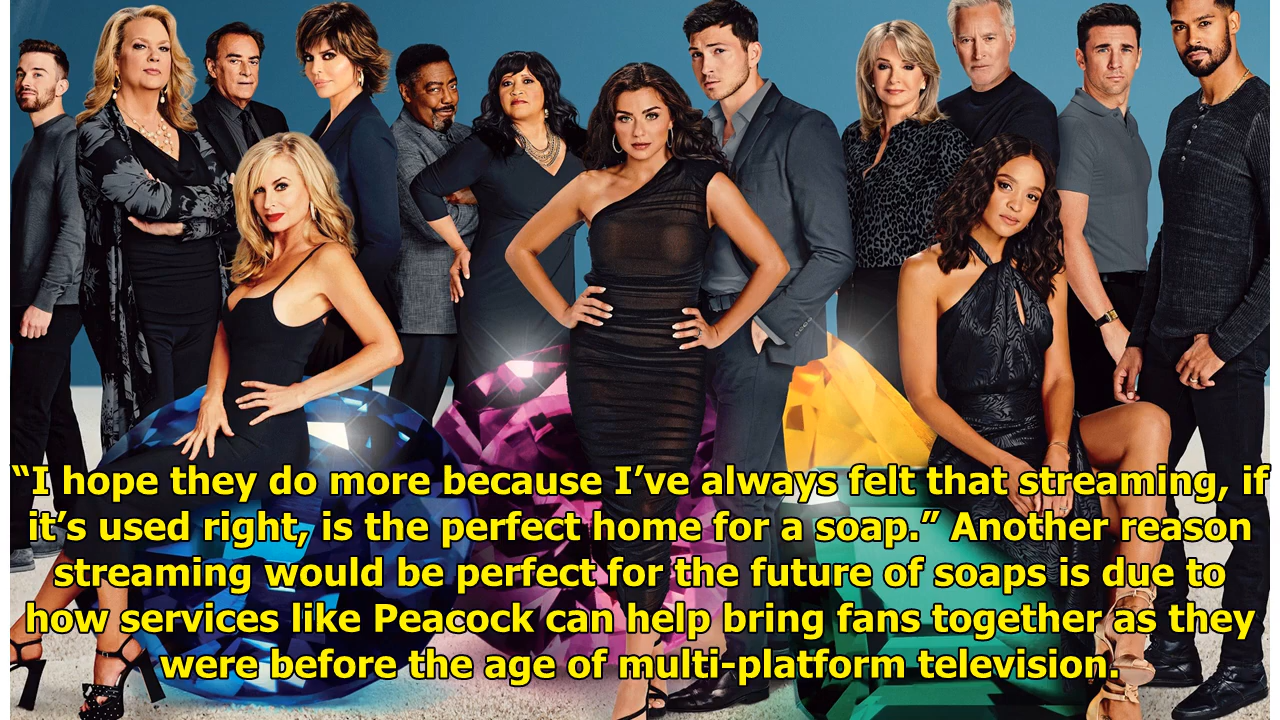 “I hope they do more because I’ve always felt that streaming, if
it’s used right, is the perfect home for a soap.” Another reason
streaming would be perfect for the future of soaps is due to
how services like Peacock can help bring fans together as they
were before the age of multi-platform television.